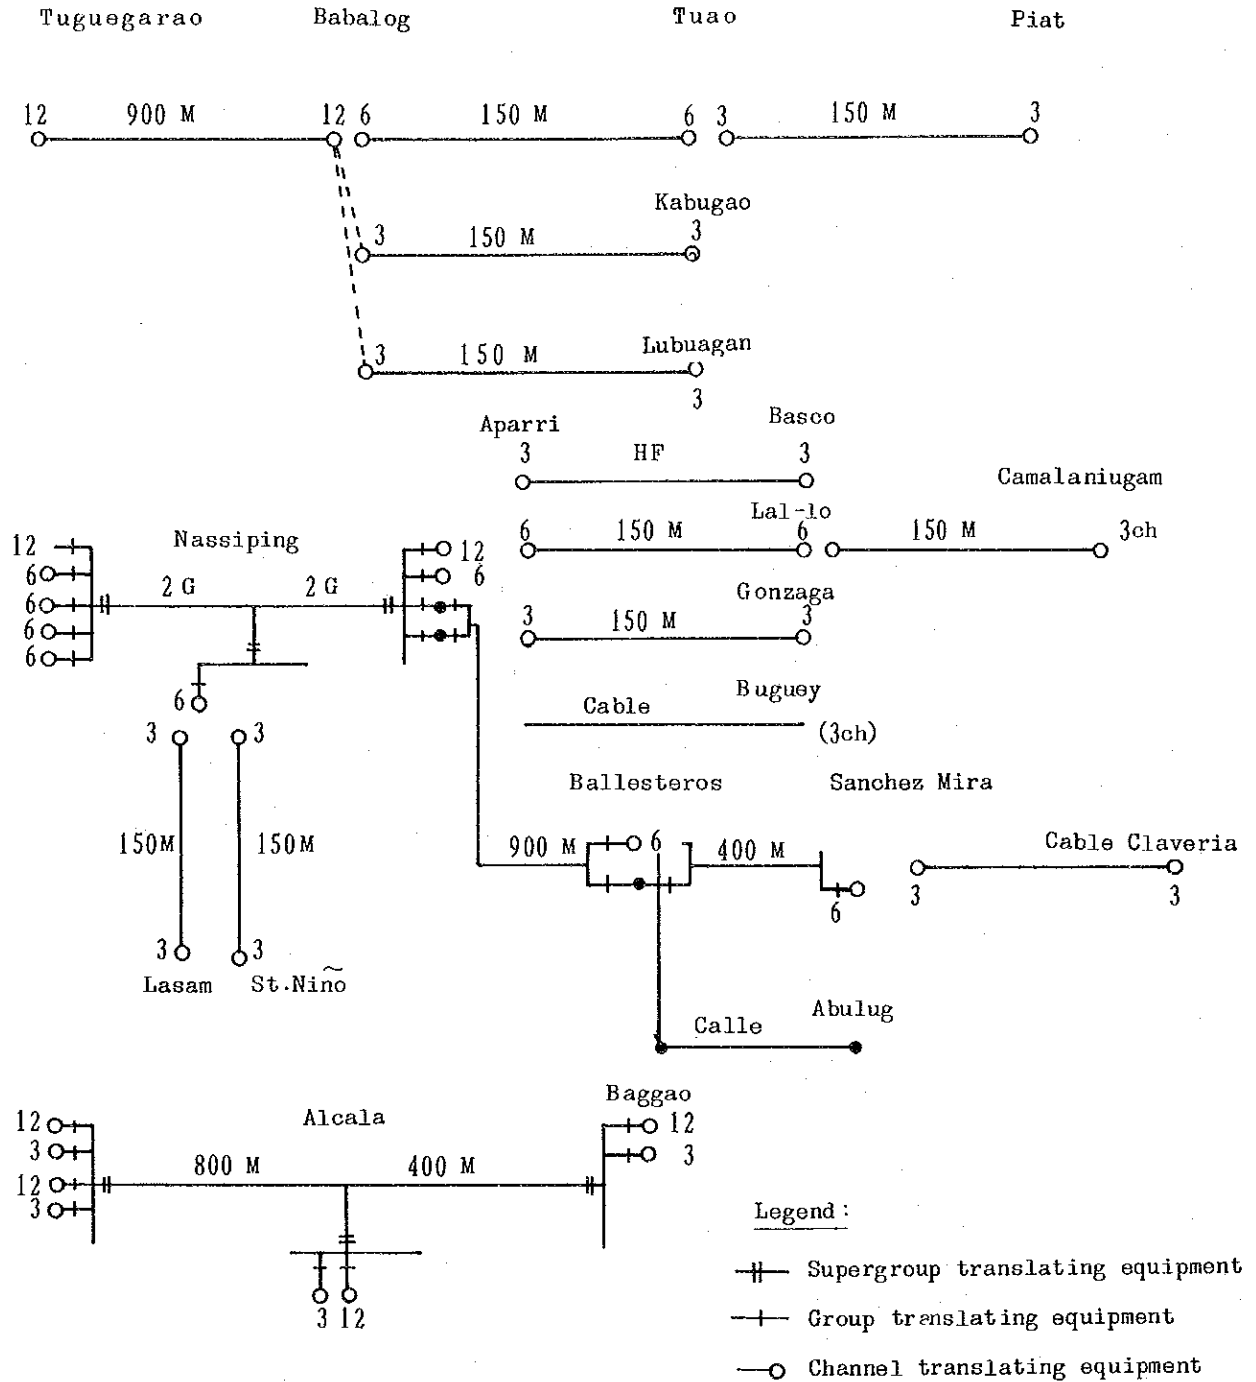 Tuguegarao Babalog Tuao Piat
12 900 M 12 6 150 M 6 3 150 M 3
Kabugao
3 150 M 3
Lubuagan
3 150 M
3
Aparri Basco
3 HF 3
Camalaniugam
Lal-lo
6 150 M 6 150 M 3ch
Nassiping
12 12
6 6
2 G 2 G
6
6
6
Gonzaga
3 150 M 3
6
Buguey
Cable
(3ch)
3 3
Ballesteros Sanchez Mira
150M 150M
900 M 6 400 M Cable Claveria
6 3 3
3 3
Lasam St.Niño
Abulug
Calle
Baggao
Alcala
12 12
3 3
800 M 400 M
12
3
3 12
Legend :
Supergroup translating equipment
Group translating equipment
Channel translating equipment